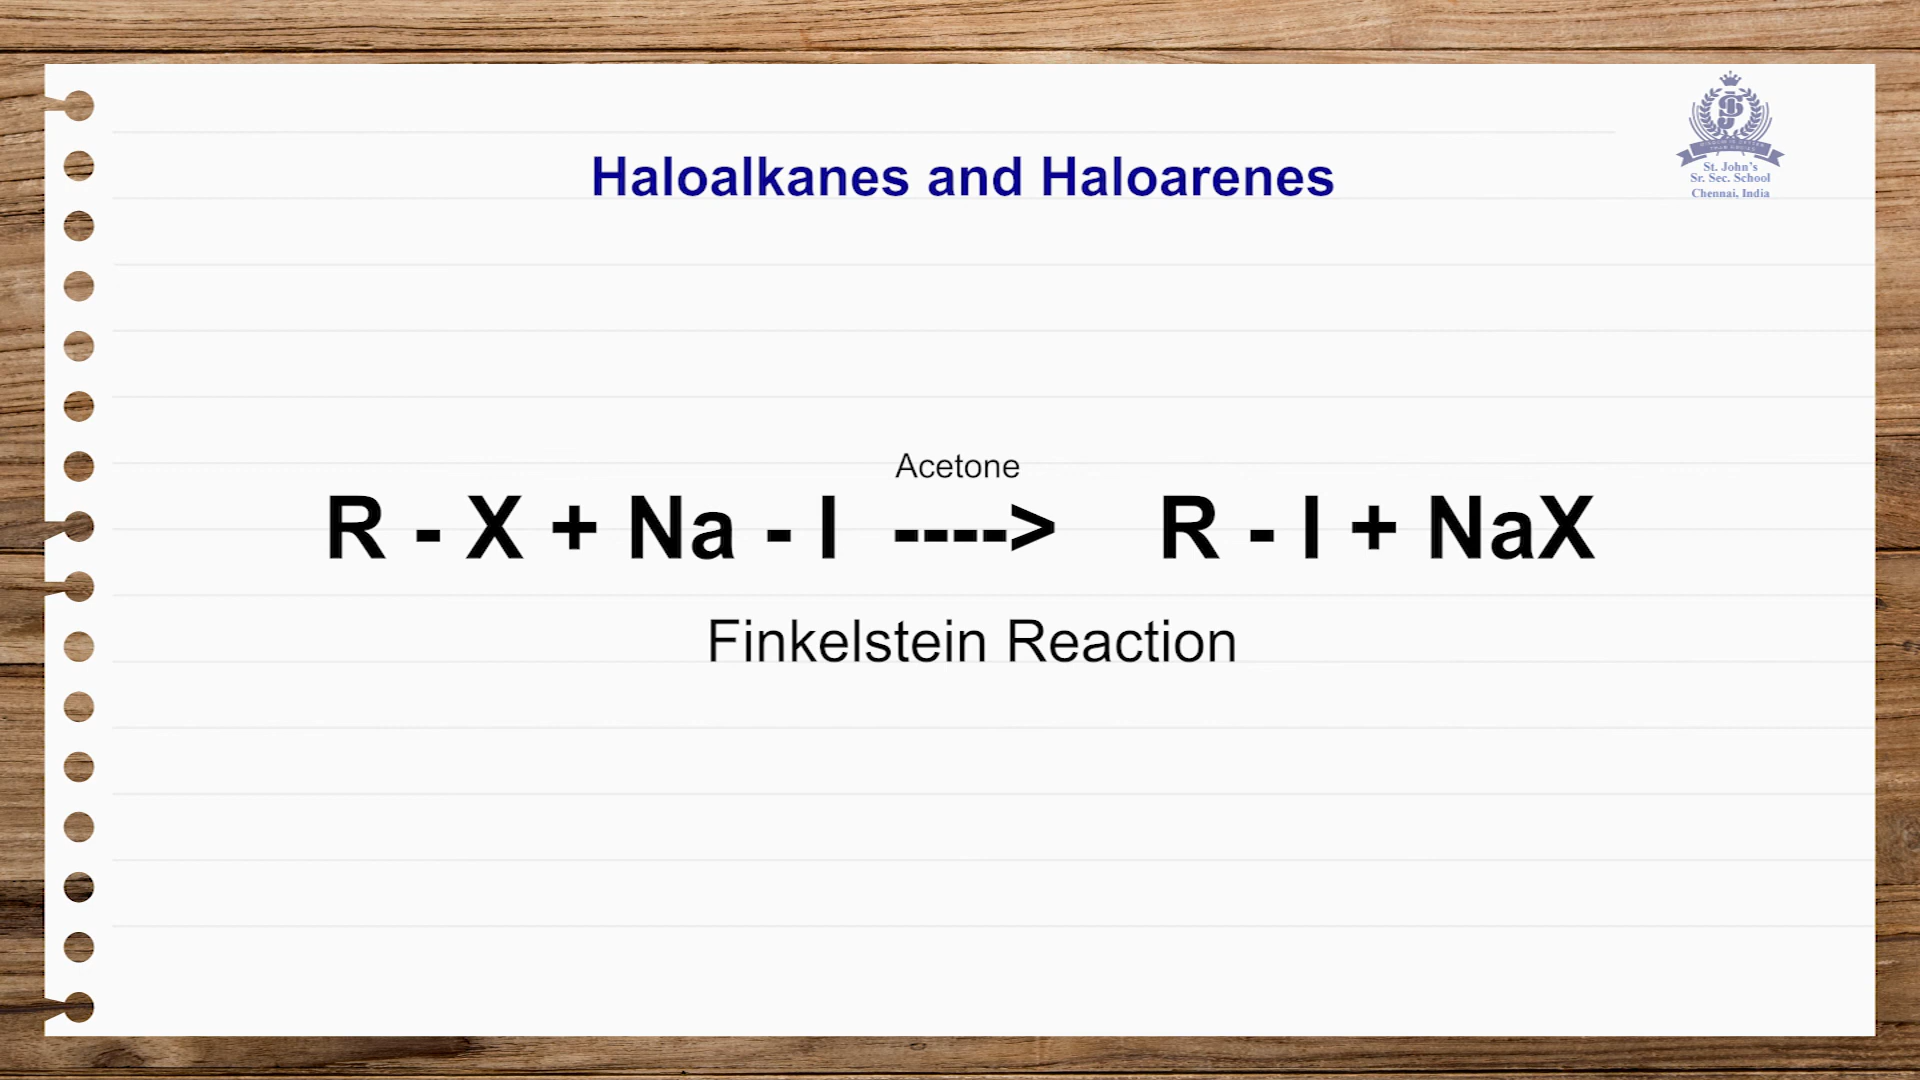 St. John's
Sr. Sec. School
Chennai, India
Haloalkanes and Haloarenes
Acetone
R - X + Na - I ----> R - I + NaX
Finkelstein Reaction